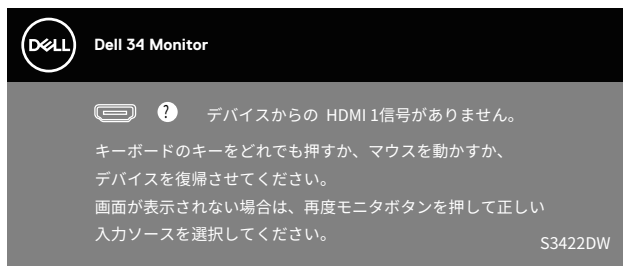 DELL
Dell 34 Monitor
? デバイスからの HDMI 1信号がありません。
キーボードのキーをどれでも押すか、マウスを動かすか、
デバイスを復帰させてください。
画面が表示されない場合は、再度モニタボタンを押して正しい
入力ソースを選択してください。
S3422DW